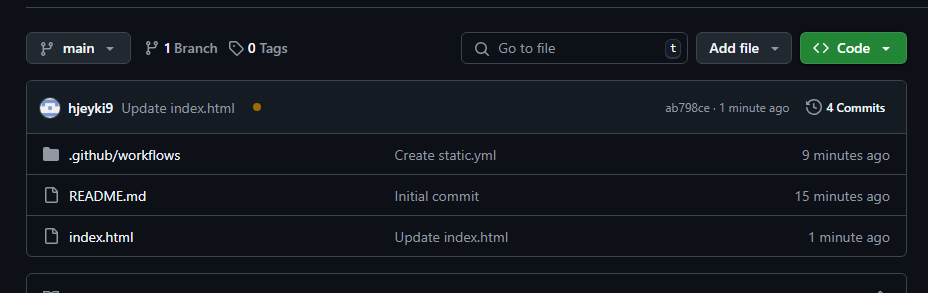 main 1 Branch 0 Tags Go to file t Add file Code
hjeyki9 Update index.html ab798ce · 1 minute ago 4 Commits
.github/workflows Create static.yml 9 minutes ago
README.md Initial commit 15 minutes ago
index.html Update index.html 1 minute ago